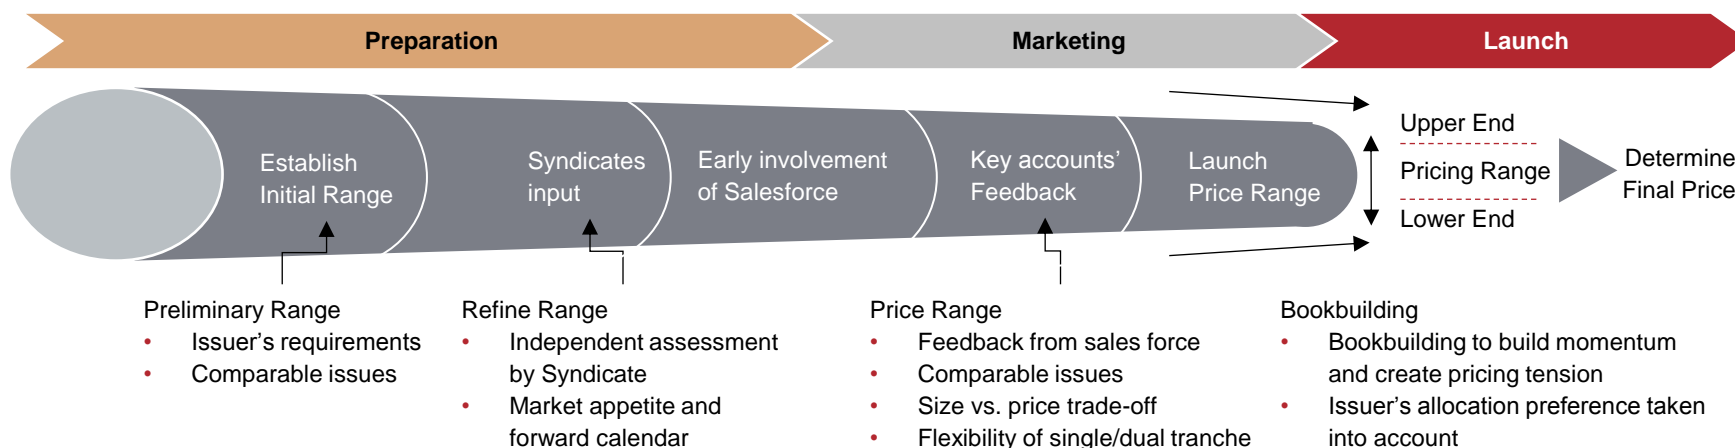 Preparation
Marketing
Launch
Establish
Initial Range
Syndicates
input
Early involvement
of Salesforce
Key accounts’
Feedback
Launch
Price Range
Upper End
Pricing Range
Lower End
Determine
Final Price
Preliminary Range
• Issuer’s requirements
• Comparable issues
Refine Range
• Independent assessment
by Syndicate
• Market appetite and
forward calendar
Price Range
• Feedback from sales force
• Comparable issues
• Size vs. price trade-off
• Flexibility of single/dual tranche
Bookbuilding
• Bookbuilding to build momentum
and create pricing tension
• Issuer’s allocation preference taken
into account